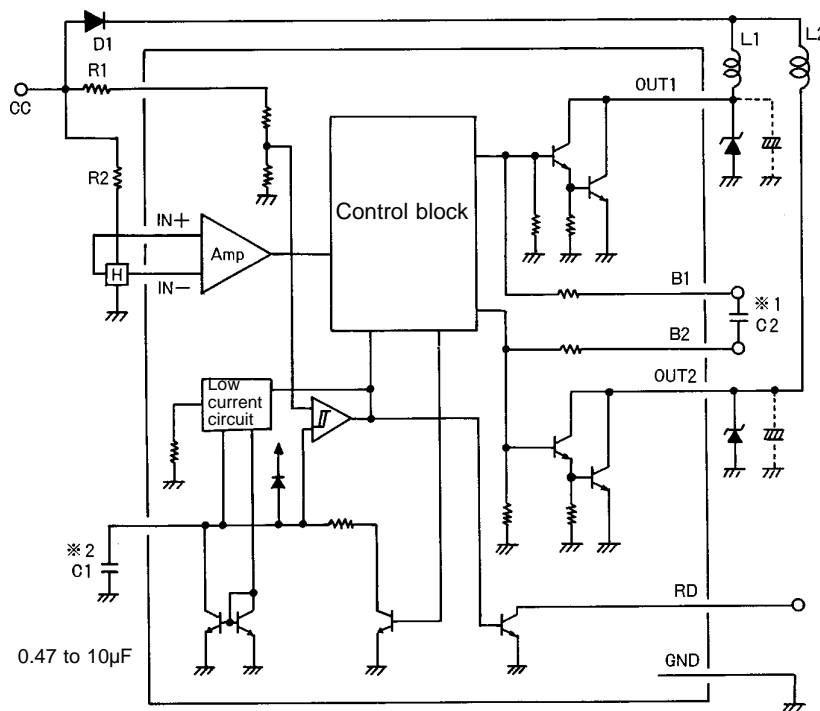 D1
L1
L2
R1
OUT1
CC
R2
Control block
IN+
Amp
H
IN−
B1
※1
C2
B2
OUT2
Low
current
circuit
※2
C1
RD
0.47 to 10µF
GND